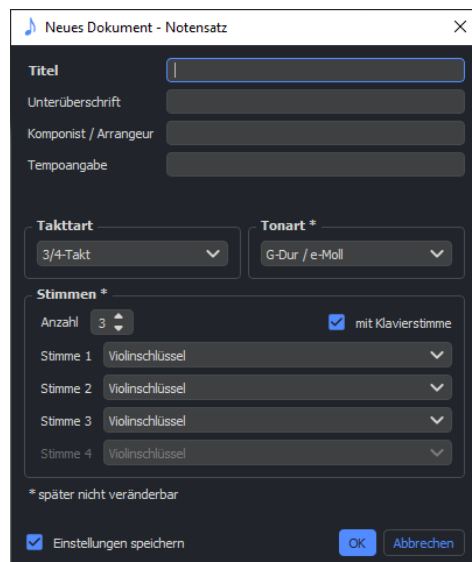 Neues Dokument - Notensatz
Titel
Unterüberschrift
Komponist / Arrangeur
Tempoangabe
Takttart
3/4-Takt
Tonart *
G-Dur / e-Moll
Stimmen *
Anzahl 3 mit Klavierstimme
Stimme 1 Violinschlüssel
Stimme 2 Violinschlüssel
Stimme 3 Violinschlüssel
Stimme 4 Violinschlüssel
* später nicht veränderbar
Einstellungen speichern
OK Abbrechen